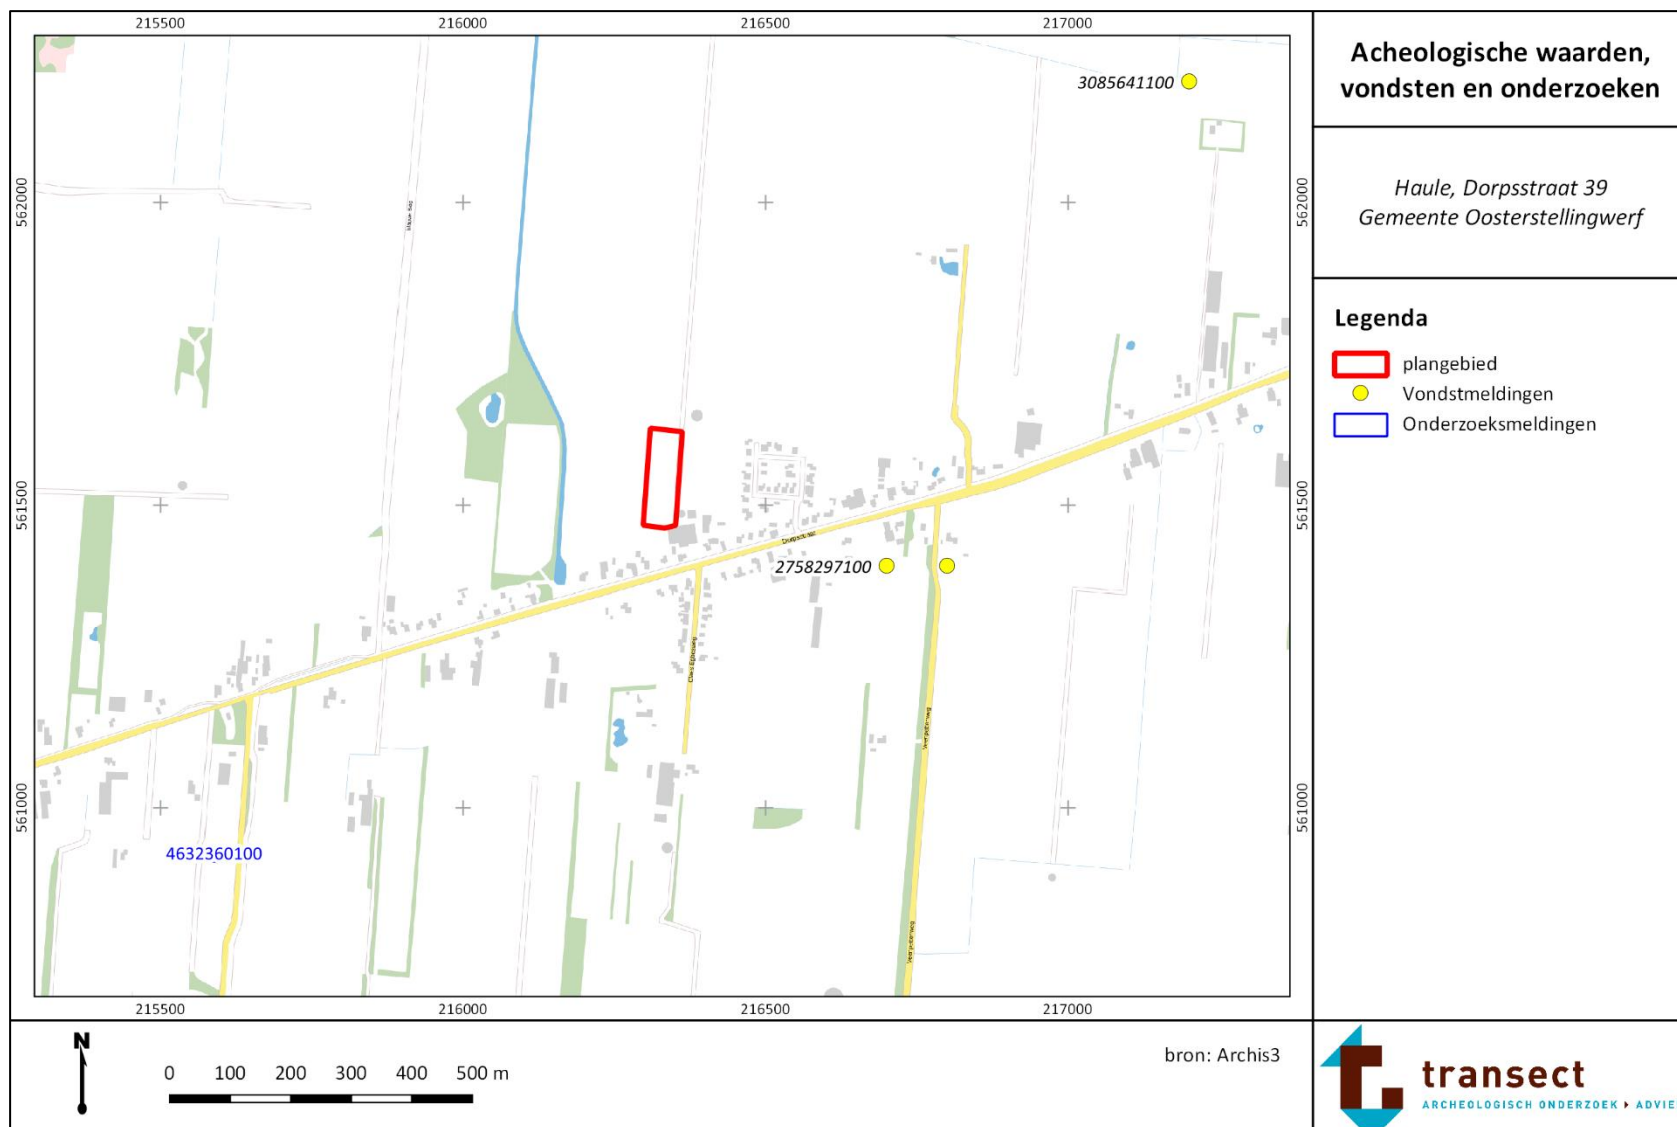 215500 216000 216500 217000
562000 562000
561500 561500
561000 561000
3085641100
2758297100
4632360100
Dorpsstraat
215500 216000 216500 217000
Acheologische waarden,
vondsten en onderzoeken
Haule, Dorpsstraat 39
Gemeente Oosterstellingwerf
Legenda
plangebied
Vondstmeldingen
Onderzoeksmeldingen
N
0 100 200 300 400 500 m
bron: Archis3
transect
ARCHEOLOGISCH ONDERZOEK ADVIE